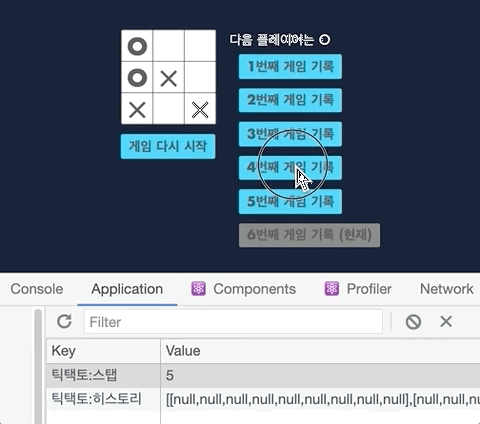 다음 플레이어는
1번째 게임 기록
2번째 게임 기록
3번째 게임 기록
4번째 게임 기록
5번째 게임 기록
6번째 게임 기록 (현재)
게임 다시 시작
Console
Application
Components
Profiler
Network
Filter
Key Value
틱택토:스탭 5
틱택토:히스토리 [[null,null,null,null,null,null,null,null,null],[null,null,n